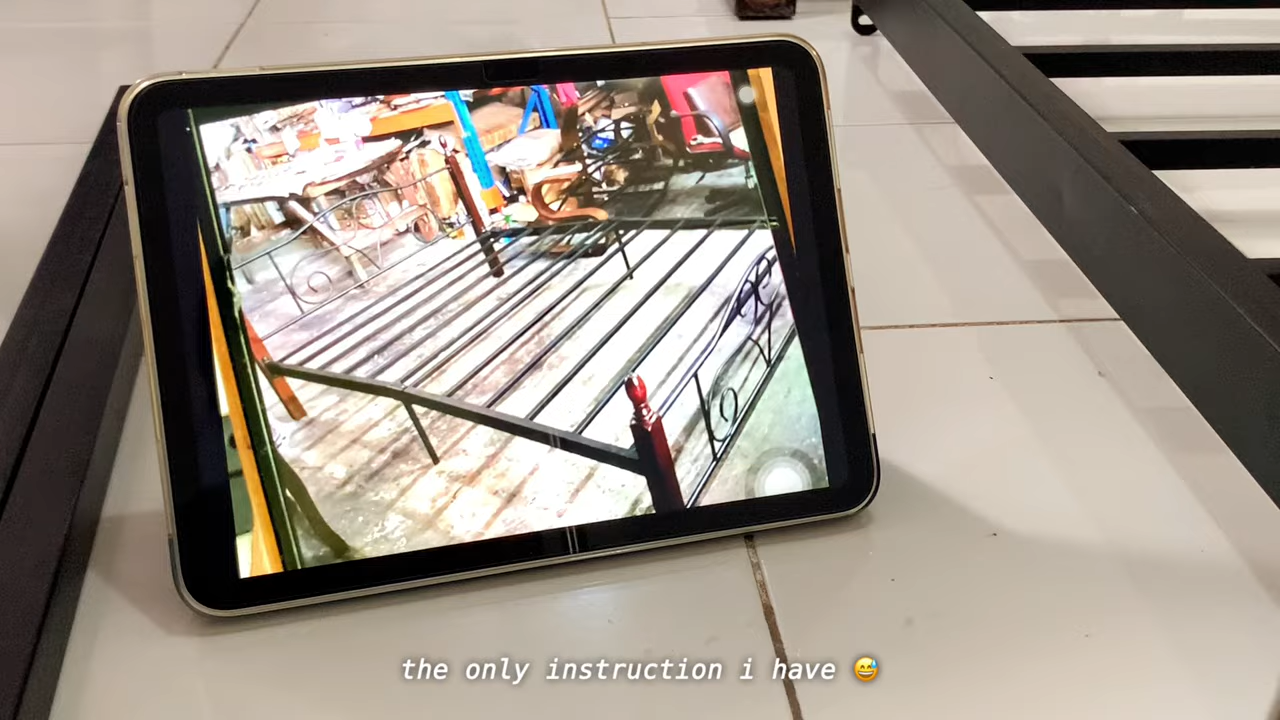 the only instruction i have 😅